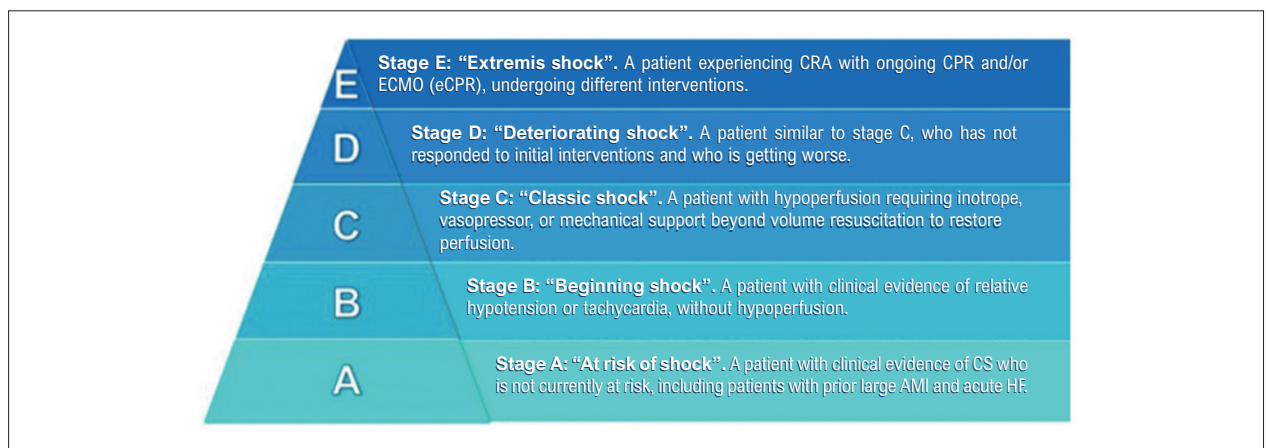 E
Stage E: “Extremis shock”. A patient experiencing CRA with ongoing CPR and/or
ECMO (eCPR), undergoing different interventions.
D
Stage D: “Deteriorating shock”. A patient similar to stage C, who has not
responded to initial interventions and who is getting worse.
C
Stage C: “Classic shock”. A patient with hypoperfusion requiring inotrope,
vasopressor, or mechanical support beyond volume resuscitation to restore
perfusion.
B
Stage B: “Beginning shock”. A patient with clinical evidence of relative
hypotension or tachycardia, without hypoperfusion.
A
Stage A: “At risk of shock”. A patient with clinical evidence of CS who
is not currently at risk, including patients with prior large AMI and acute HF.